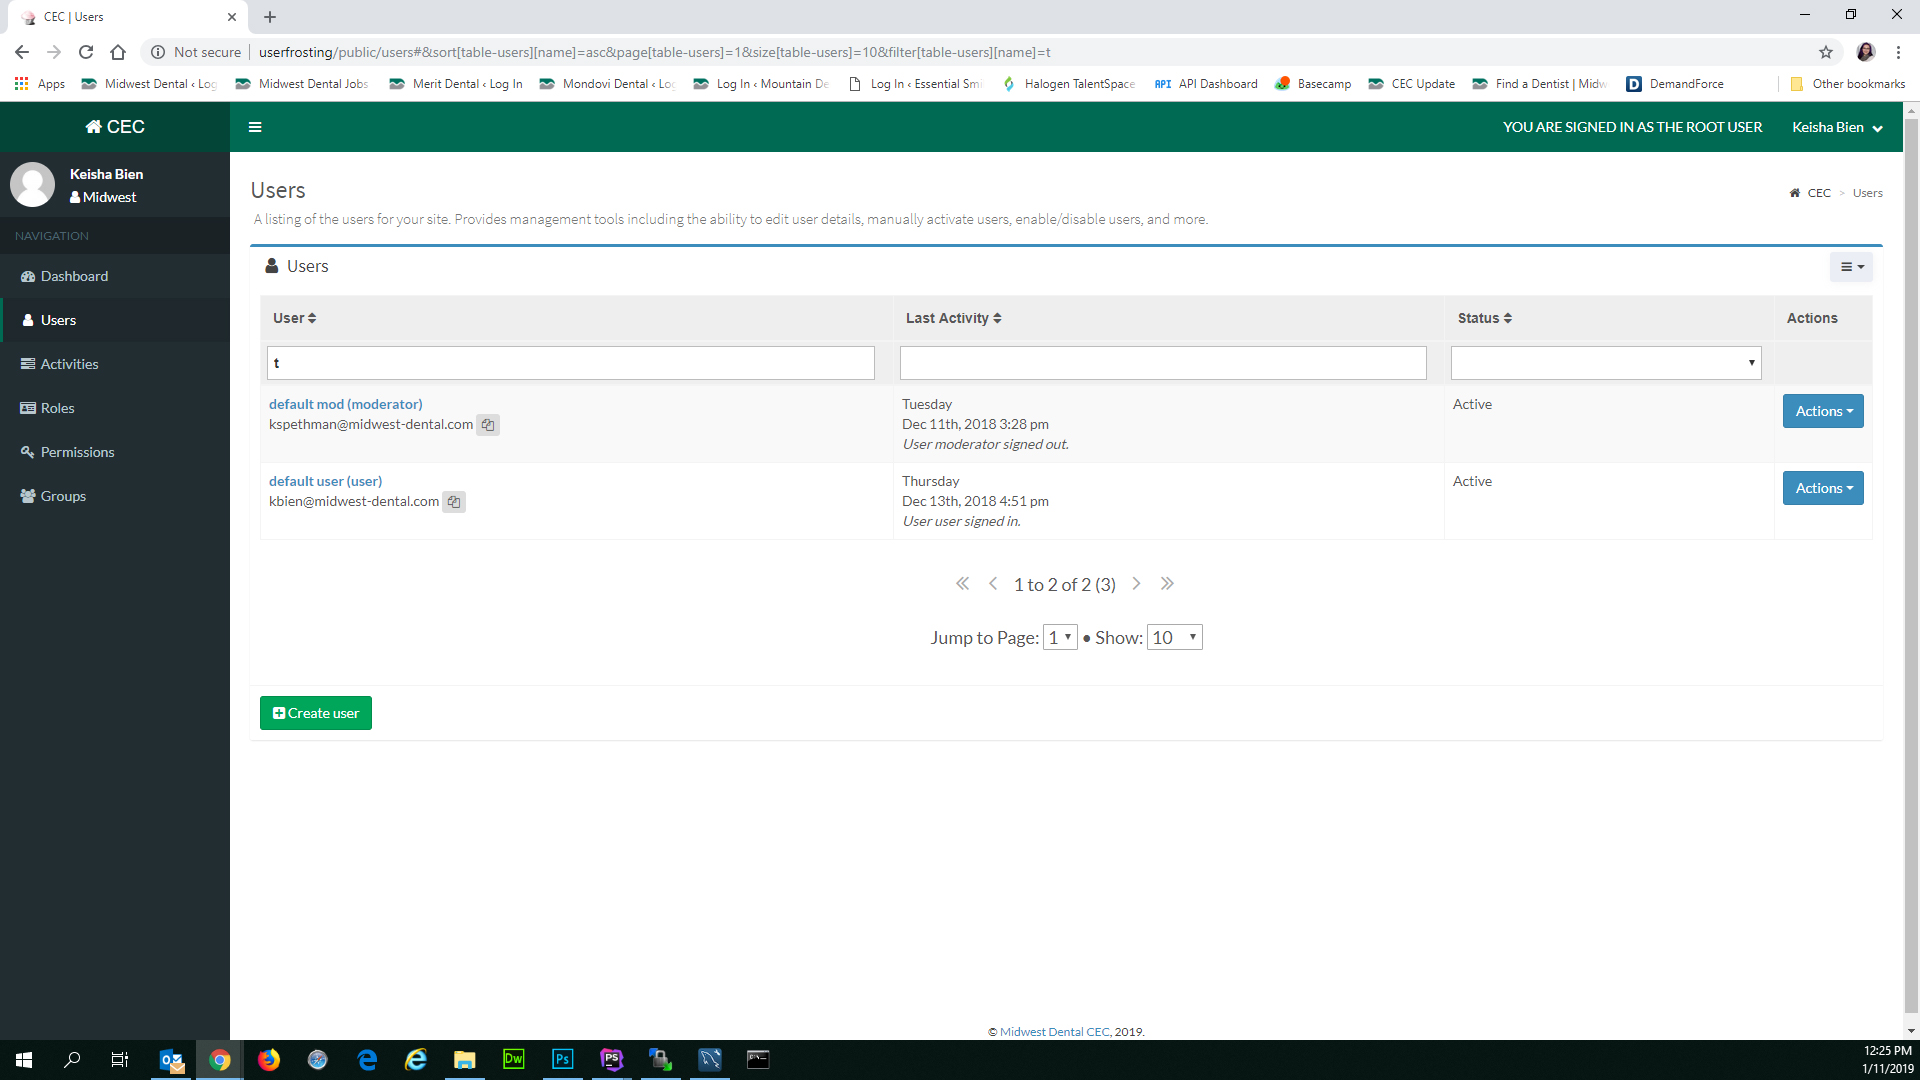 CEC | Users
Not secure | userfrosting/public/users#&sort[table-users][name]=asc&page[table-users]=1&size[table-users]=10&filter[table-users][name]=t
Apps Midwest Dental ‹ Log Midwest Dental Jobs Merit Dental ‹ Log In Mondovi Dental ‹ Log Log In ‹ Mountain De Log In ‹ Essential Smi Halogen TalentSpace API API Dashboard Basecamp CEC Update Find a Dentist | Midw D DemandForce Other bookmarks
CEC
YOU ARE SIGNED IN AS THE ROOT USER Keisha Bien
Keisha Bien
Midwest
NAVIGATION
Dashboard
Users
Activities
Roles
Permissions
Groups
Users
CEC > Users
A listing of the users for your site. Provides management tools including the ability to edit user details, manually activate users, enable/disable users, and more.
Users
User Last Activity Status Actions
t
default mod (moderator)
kspethman@midwest-dental.com
Tuesday
Dec 11th, 2018 3:28 pm
User moderator signed out.
Active
Actions
default user (user)
kbien@midwest-dental.com
Thursday
Dec 13th, 2018 4:51 pm
User user signed in.
Active
Actions
1 to 2 of 2 (3)
Jump to Page: 1 • Show: 10
Create user
© Midwest Dental CEC, 2019.
Dw Ps PS
12:25 PM
1/11/2019